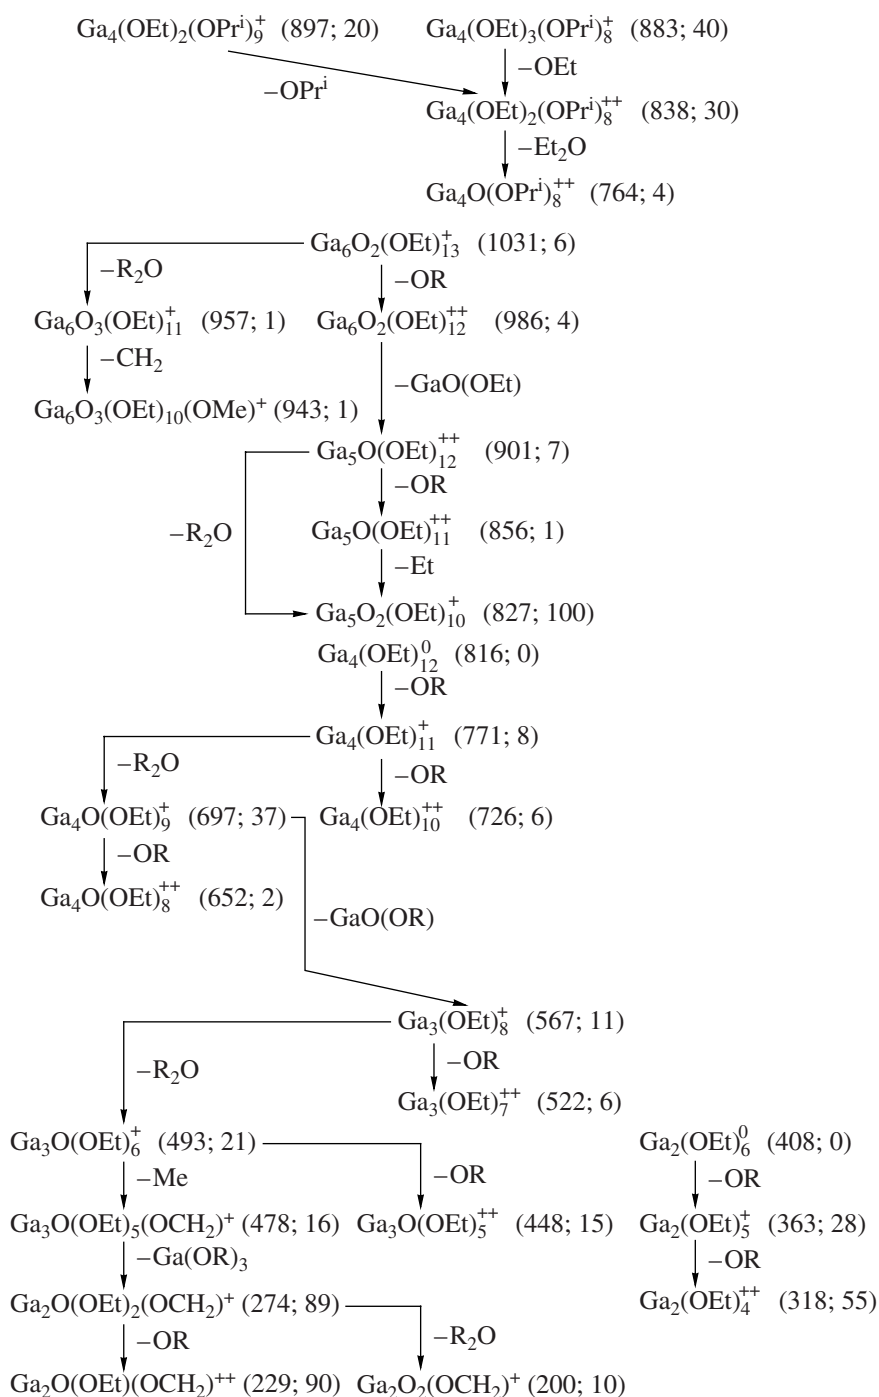 Ga₄(OEt)₂(OPrⁱ)₉⁺ (897; 20) Ga₄(OEt)₃(OPrⁱ)₈⁺ (883; 40)
–OPrⁱ –OEt
Ga₄(OEt)₂(OPrⁱ)₈⁺⁺ (838; 30)
–Et₂O
Ga₄O(OPrⁱ)₈⁺⁺ (764; 4)
Ga₆O₂(OEt)₁₃⁺ (1031; 6)
–R₂O –OR
Ga₆O₃(OEt)₁₁⁺ (957; 1) Ga₆O₂(OEt)₁₂⁺⁺ (986; 4)
–CH₂
–GaO(OEt)
Ga₆O₃(OEt)₁₀(OMe)⁺ (943; 1)
Ga₅O(OEt)₁₂⁺⁺ (901; 7)
–OR
–R₂O Ga₅O(OEt)₁₁⁺⁺ (856; 1)
–Et
Ga₅O₂(OEt)₁₀⁺ (827; 100)
Ga₄(OEt)₁₂⁰ (816; 0)
–OR
Ga₄(OEt)₁₁⁺ (771; 8)
–R₂O –OR
Ga₄O(OEt)₉⁺ (697; 37) Ga₄(OEt)₁₀⁺⁺ (726; 6)
–OR
Ga₄O(OEt)₈⁺⁺ (652; 2)
–GaO(OR)
Ga₃(OEt)₈⁺ (567; 11)
–R₂O –OR
Ga₃(OEt)₇⁺⁺ (522; 6)
Ga₃O(OEt)₆⁺ (493; 21) Ga₂(OEt)₆⁰ (408; 0)
–Me –OR –OR
Ga₃O(OEt)₅(OCH₂)⁺ (478; 16) Ga₃O(OEt)₅⁺⁺ (448; 15) Ga₂(OEt)₅⁺ (363; 28)
–Ga(OR)₃ –OR
Ga₂O(OEt)₂(OCH₂)⁺ (274; 89) Ga₂(OEt)₄⁺⁺ (318; 55)
–OR –R₂O
Ga₂O(OEt)(OCH₂)⁺⁺ (229; 90) Ga₂O₂(OCH₂)⁺ (200; 10)